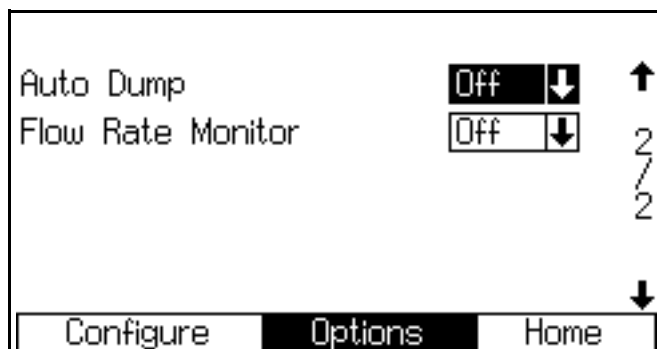 Auto Dump Off
Flow Rate Monitor Off
2/2
Configure Options Home